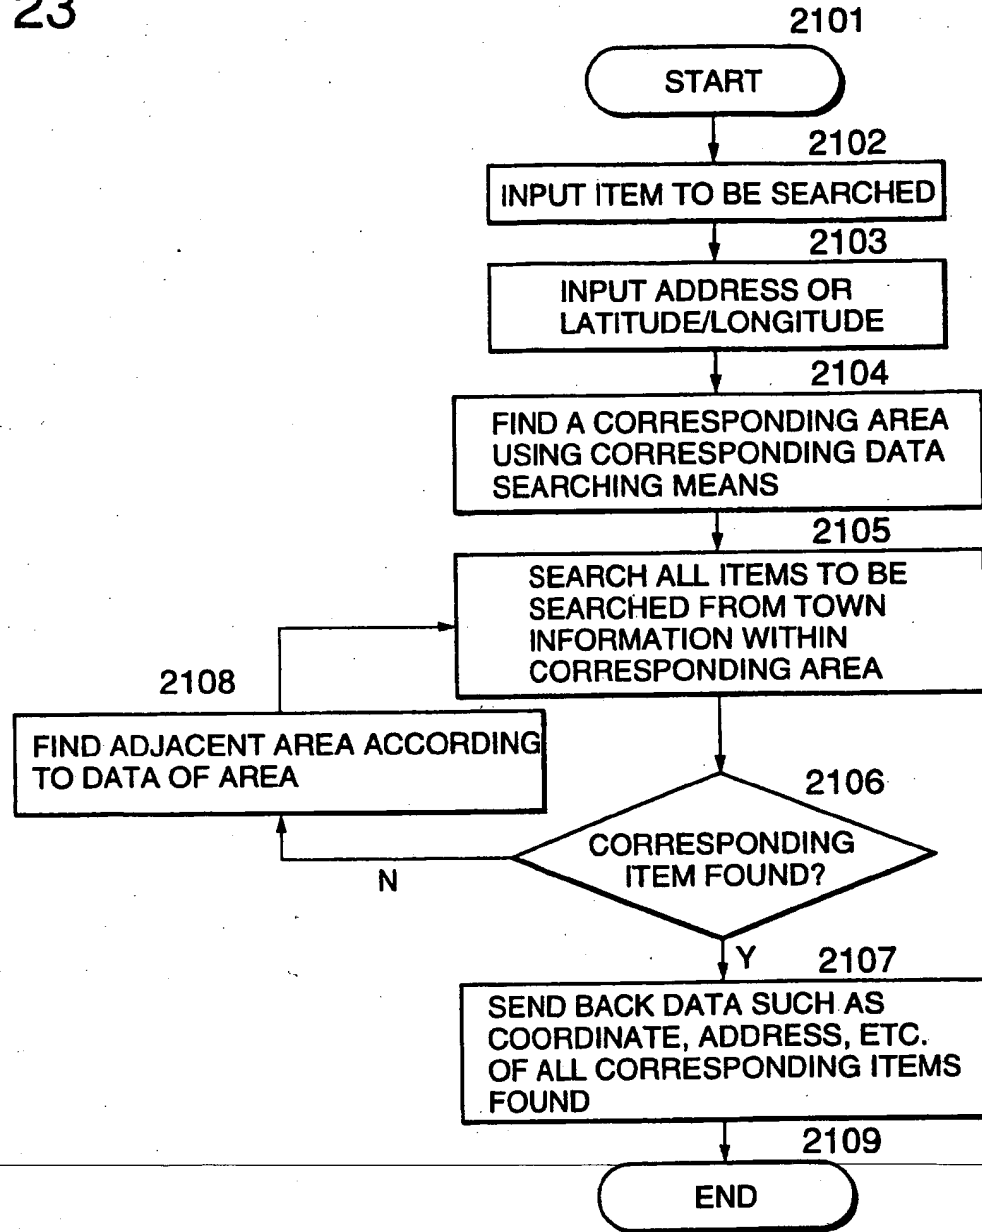 23
2101
START
2102
INPUT ITEM TO BE SEARCHED
2103
INPUT ADDRESS OR
LATITUDE/LONGITUDE
2104
FIND A CORRESPONDING AREA
USING CORRESPONDING DATA
SEARCHING MEANS
2105
SEARCH ALL ITEMS TO BE
SEARCHED FROM TOWN
INFORMATION WITHIN
CORRESPONDING AREA
2108
FIND ADJACENT AREA ACCORDING
TO DATA OF AREA
2106
CORRESPONDING
ITEM FOUND?
N
Y
2107
SEND BACK DATA SUCH AS
COORDINATE, ADDRESS, ETC.
OF ALL CORRESPONDING ITEMS
FOUND
2109
END